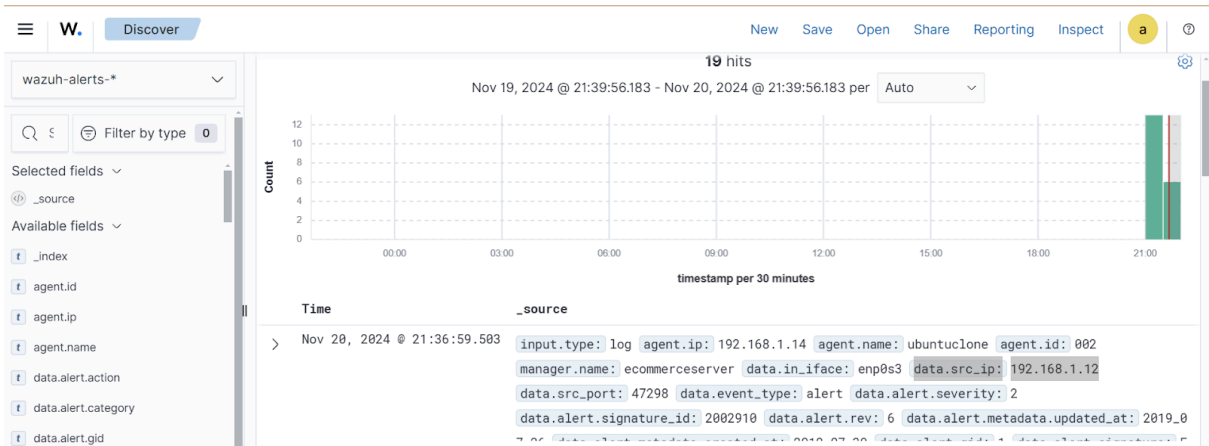 W. Discover New Save Open Share Reporting Inspect a
wazuh-alerts-*
19 hits
Nov 19, 2024 @ 21:39:56.183 - Nov 20, 2024 @ 21:39:56.183 per Auto
Filter by type 0
Selected fields
_source
Available fields
t _index
t agent.id
t agent.ip
t agent.name
t data.alert.action
t data.alert.category
t data.alert.gid
Count
12
10
8
6
4
2
0
00:00 03:00 06:00 09:00 12:00 15:00 18:00 21:00
timestamp per 30 minutes
Time _source
Nov 20, 2024 @ 21:36:59.503 input.type: log agent.ip: 192.168.1.14 agent.name: ubuntuclone agent.id: 002
manager.name: ecommerceserver data.in_iface: enp0s3 data.src_ip: 192.168.1.12
data.src_port: 47298 data.event_type: alert data.alert.severity: 2
data.alert.signature_id: 2002910 data.alert.rev: 6 data.alert.metadata.updated_at: 2019_0